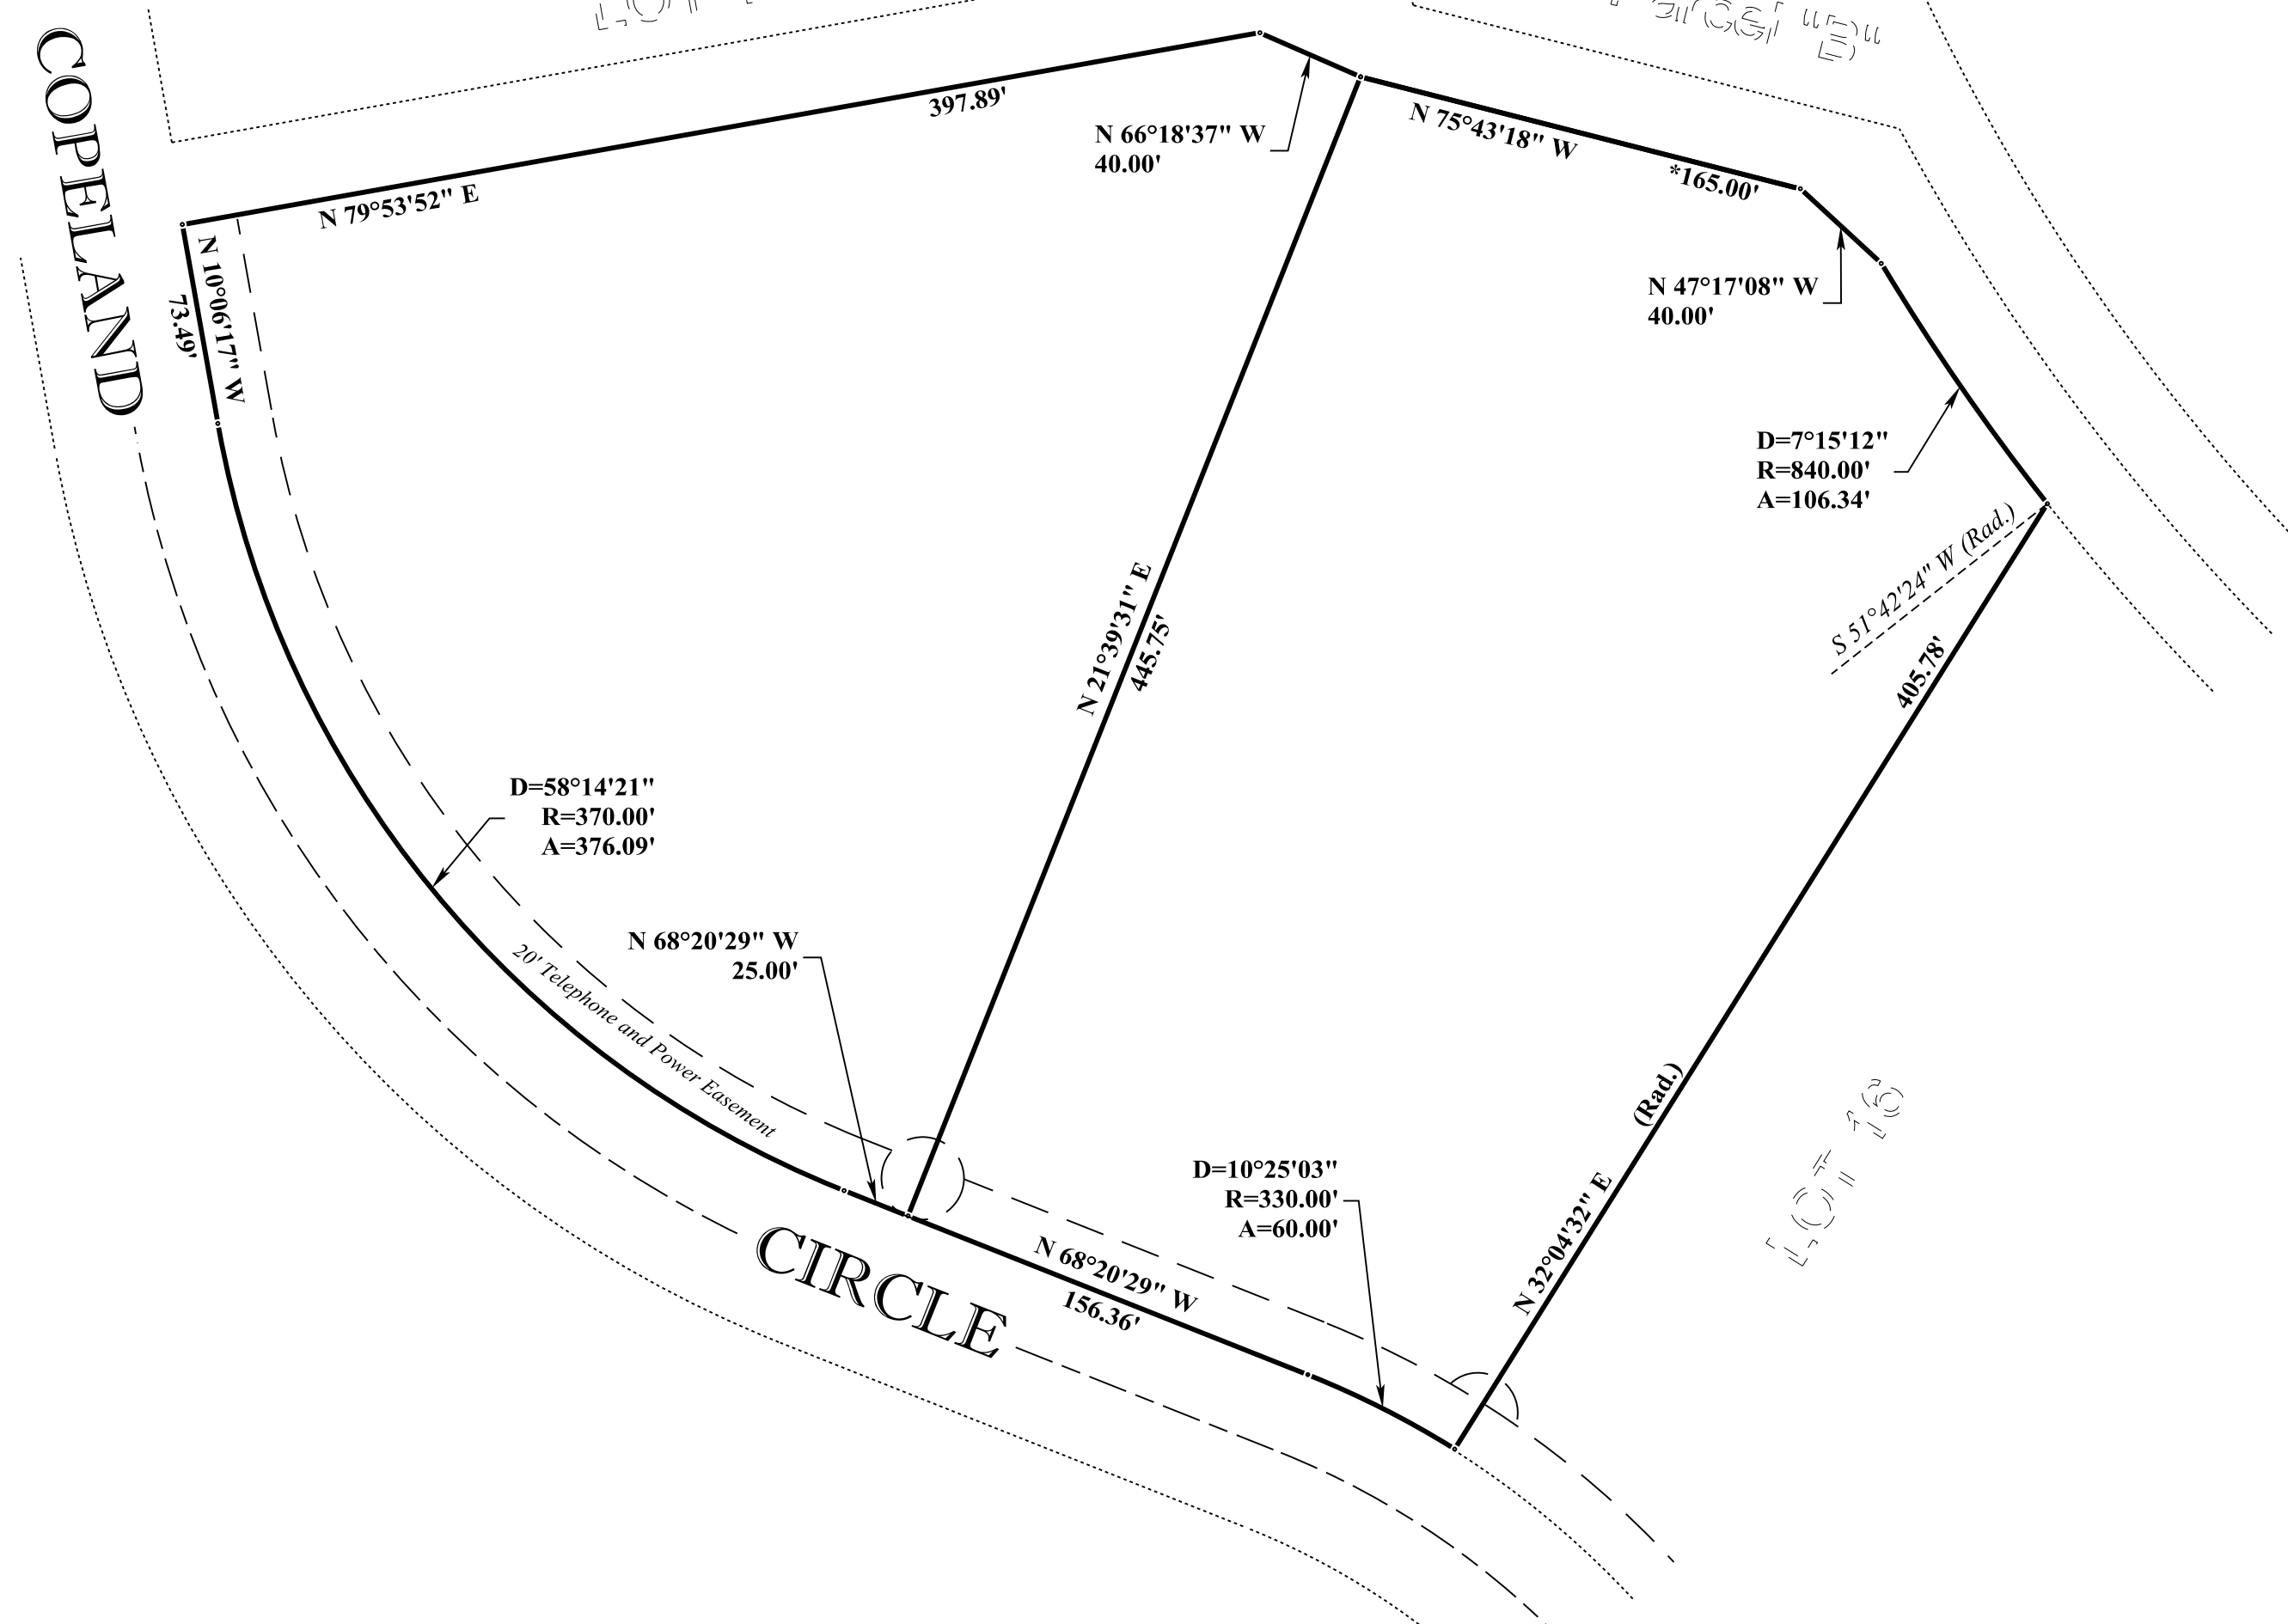 COPELAND
397.89'
N 79°53'52" E
N 66°18'37" W
40.00'
N 75°43'18" W
*165.00'
N 10°06'17" W
73.49'
N 47°17'08" W
40.00'
D=7°15'12"
R=840.00'
A=106.34'
S 51°42'24" W (Rad.)
N 21°39'31" E
445.75'
405.78'
(Rad.)
N 32°04'32" E
D=58°14'21"
R=370.00'
A=376.09'
N 68°20'29" W
25.00'
20' Telephone and Power Easement
D=10°25'03"
R=330.00'
A=60.00'
N 68°20'29" W
156.36'
CIRCLE
LOT
"B"